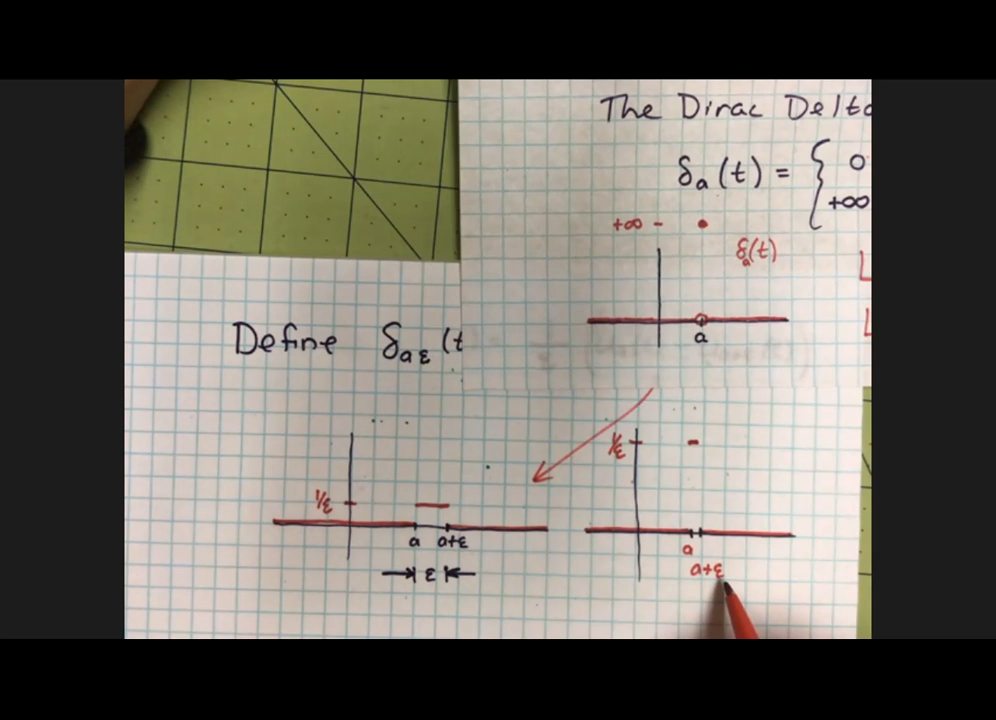 The Dirac Delta
δa(t) = { 0
+∞
+∞
δa(t)
a
Define δaε(t
1/ε
a a+ε
ε
1/ε
a
a+ε